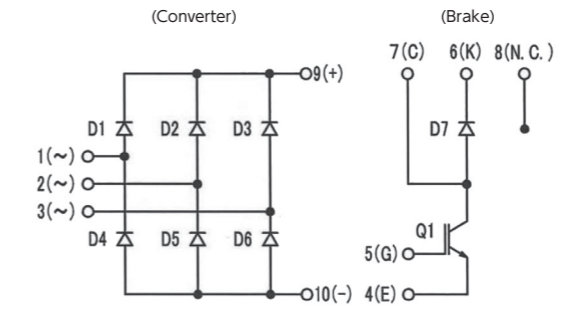 (Converter)
(Brake)
7(C) 6(K) 8(N.C.)
9(+)
D1 D2 D3 D7
1(~)
2(~)
3(~)
D4 D5 D6 Q1
5(G)
10(-) 4(E)